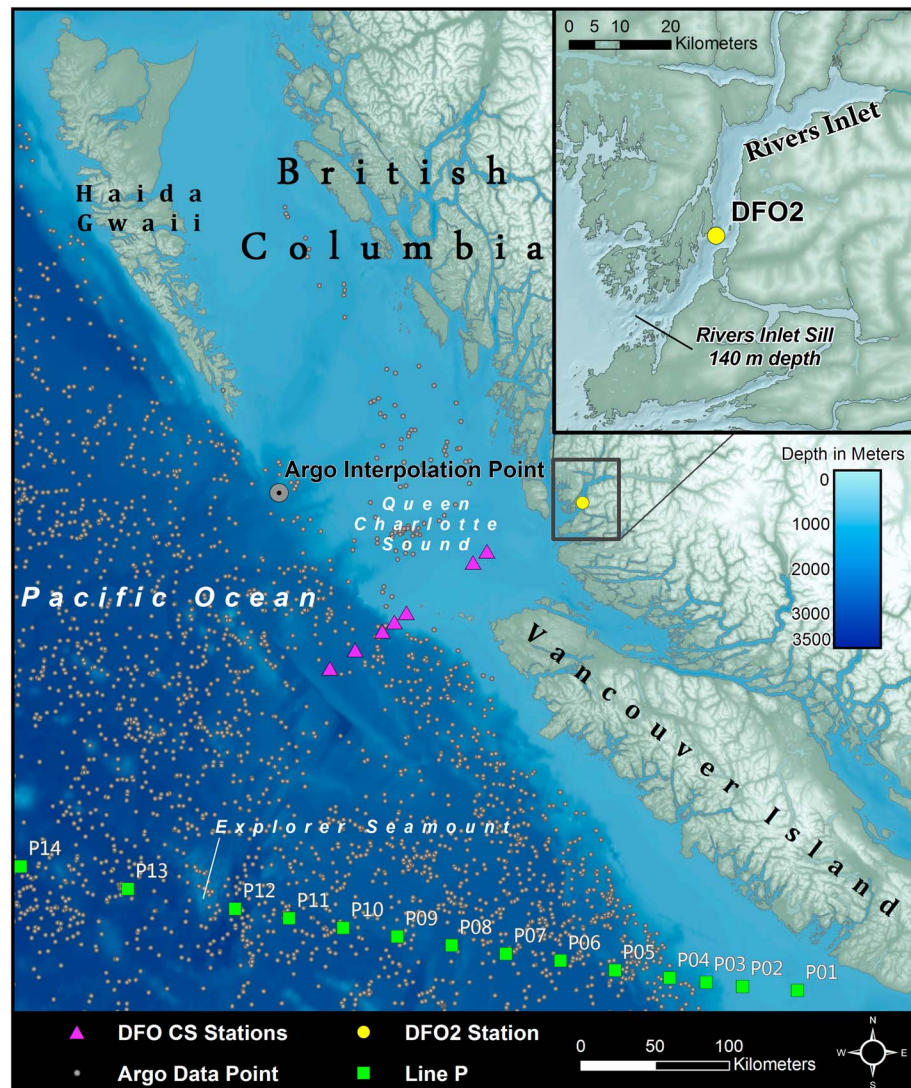 0 5 10 20
Kilometers
Rivers Inlet
DFO2
Rivers Inlet Sill
140 m depth
British
Columbia
Haida
Gwaii
Argo Interpolation Point
Queen
Charlotte
Sound
Depth in Meters
0
1000
2000
3000
3500
Pacific Ocean
Vancouver Island
Explorer Seamount
P14
P13
P12
P11
P10
P09
P08
P07
P06
P05
P04
P03
P02
P01
DFO CS Stations
DFO2 Station
Argo Data Point
Line P
0 50 100
Kilometers
N
W
E
S